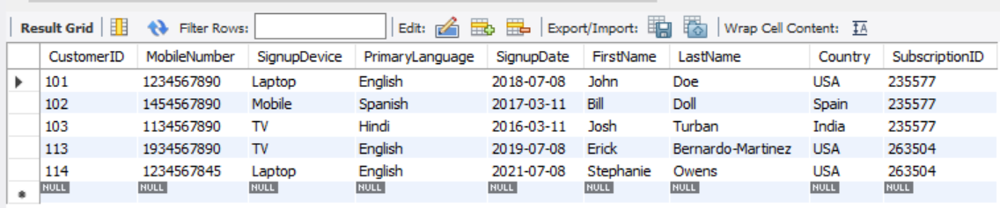 Result Grid Filter Rows: Edit: Export/Import: Wrap Cell Content: IA
CustomerID MobileNumber SignupDevice PrimaryLanguage SignupDate FirstName LastName Country SubscriptionID
101 1234567890 Laptop English 2018-07-08 John Doe USA 235577
102 1454567890 Mobile Spanish 2017-03-11 Bill Doll Spain 235577
103 1134567890 TV Hindi 2016-03-11 Josh Turban India 235577
113 1934567890 TV English 2019-07-08 Erick Bernardo-Martinez USA 263504
114 1234567845 Laptop English 2021-07-08 Stephanie Owens USA 263504
NULL NULL NULL NULL NULL NULL NULL NULL NULL